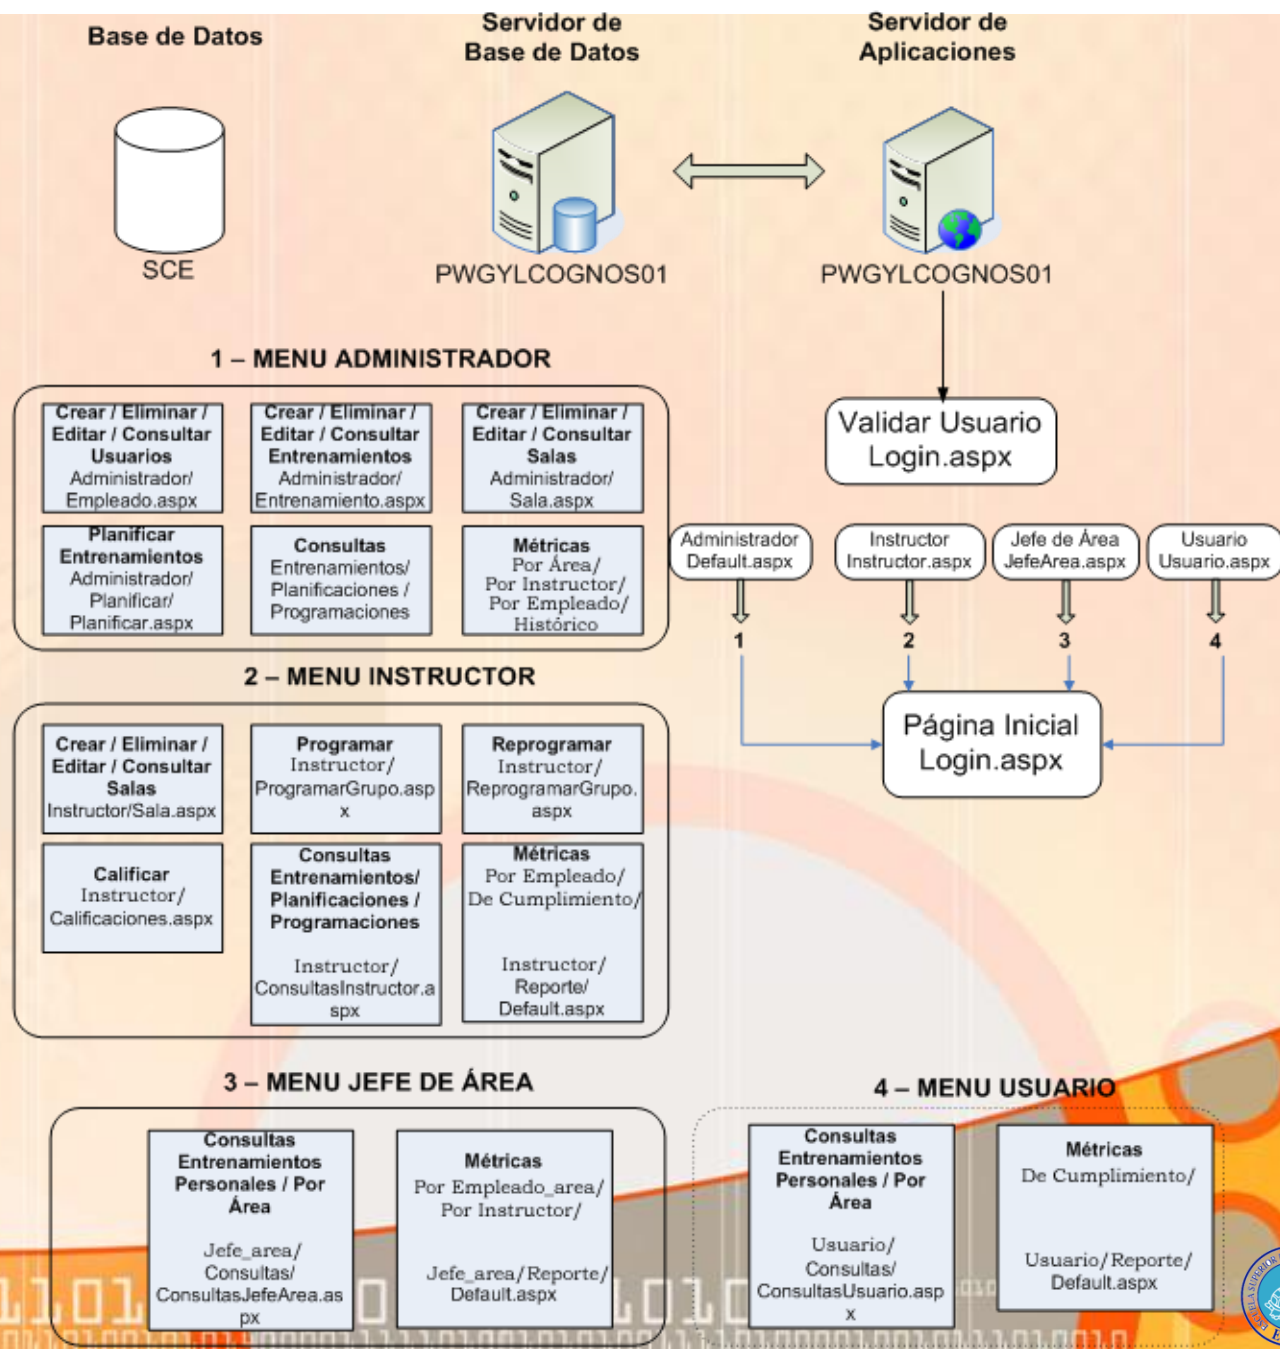 Base de Datos
Servidor de
Base de Datos
Servidor de
Aplicaciones
SCE
PWGYLCOGNOS01
PWGYLCOGNOS01
1 – MENU ADMINISTRADOR
Crear / Eliminar /
Editar / Consultar
Usuarios
Administrador/
Empleado.aspx
Crear / Eliminar /
Editar / Consultar
Entrenamientos
Administrador/
Entrenamiento.aspx
Crear / Eliminar /
Editar / Consultar
Salas
Administrador/
Sala.aspx
Planificar
Entrenamientos
Administrador/
Planificar/
Planificar.aspx
Consultas
Entrenamientos/
Planificaciones /
Programaciones
Métricas
Por Área/
Por Instructor/
Por Empleado/
Histórico
Validar Usuario
Login.aspx
Administrador
Default.aspx
Instructor
Instructor.aspx
Jefe de Área
JefeArea.aspx
Usuario
Usuario.aspx
1
2
3
4
Página Inicial
Login.aspx
2 – MENU INSTRUCTOR
Crear / Eliminar /
Editar / Consultar
Salas
Instructor/Sala.aspx
Programar
Instructor/
ProgramarGrupo.asp
x
Reprogramar
Instructor/
ReprogramarGrupo.
aspx
Calificar
Instructor/
Calificaciones.aspx
Consultas
Entrenamientos/
Planificaciones /
Programaciones
Instructor/
ConsultasInstructor.a
spx
Métricas
Por Empleado/
De Cumplimiento/
Instructor/
Reporte/
Default.aspx
3 – MENU JEFE DE ÁREA
Consultas
Entrenamientos
Personales / Por
Área
Jefe_area/
Consultas/
ConsultasJefeArea.as
px
Métricas
Por Empleado_area/
Por Instructor/
Jefe_area/Reporte/
Default.aspx
4 – MENU USUARIO
Consultas
Entrenamientos
Personales / Por
Área
Usuario/
Consultas/
ConsultasUsuario.asp
x
Métricas
De Cumplimiento/
Usuario/Reporte/
Default.aspx